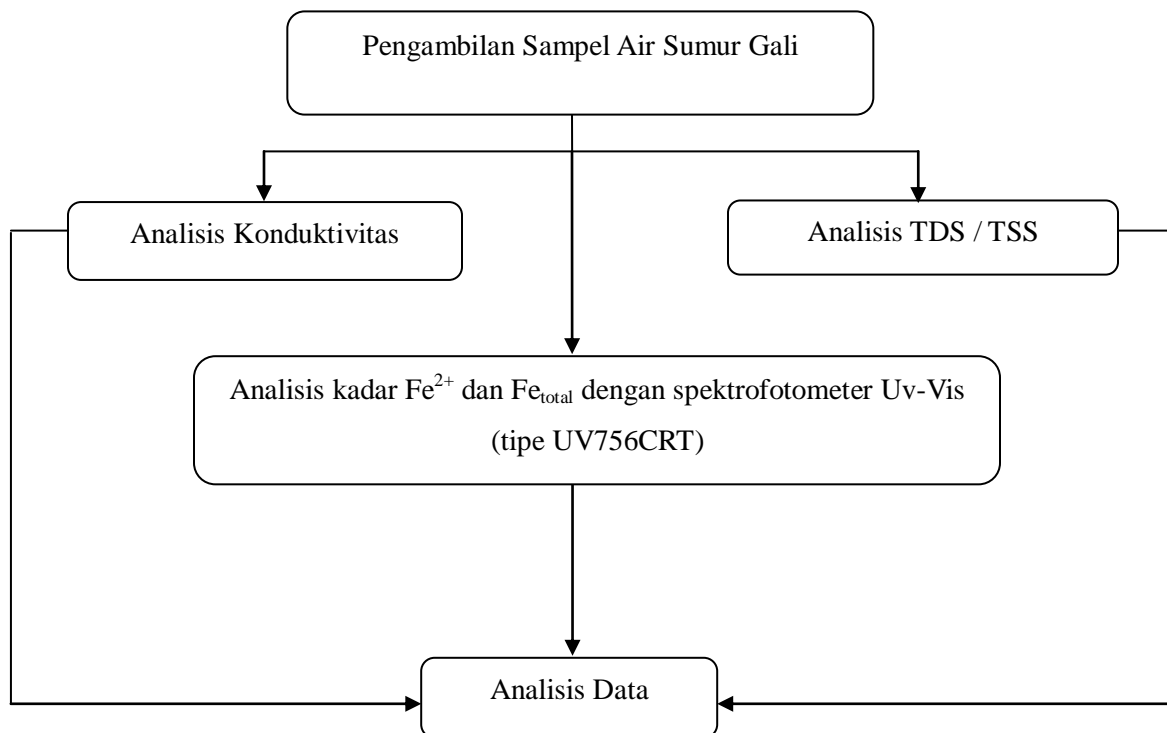 Pengambilan Sampel Air Sumur Gali
Analisis Konduktivitas
Analisis TDS / TSS
Analisis kadar Fe²⁺ dan Feₜₒₜₐₗ dengan spektrofotometer Uv-Vis
(tipe UV756CRT)
Analisis Data